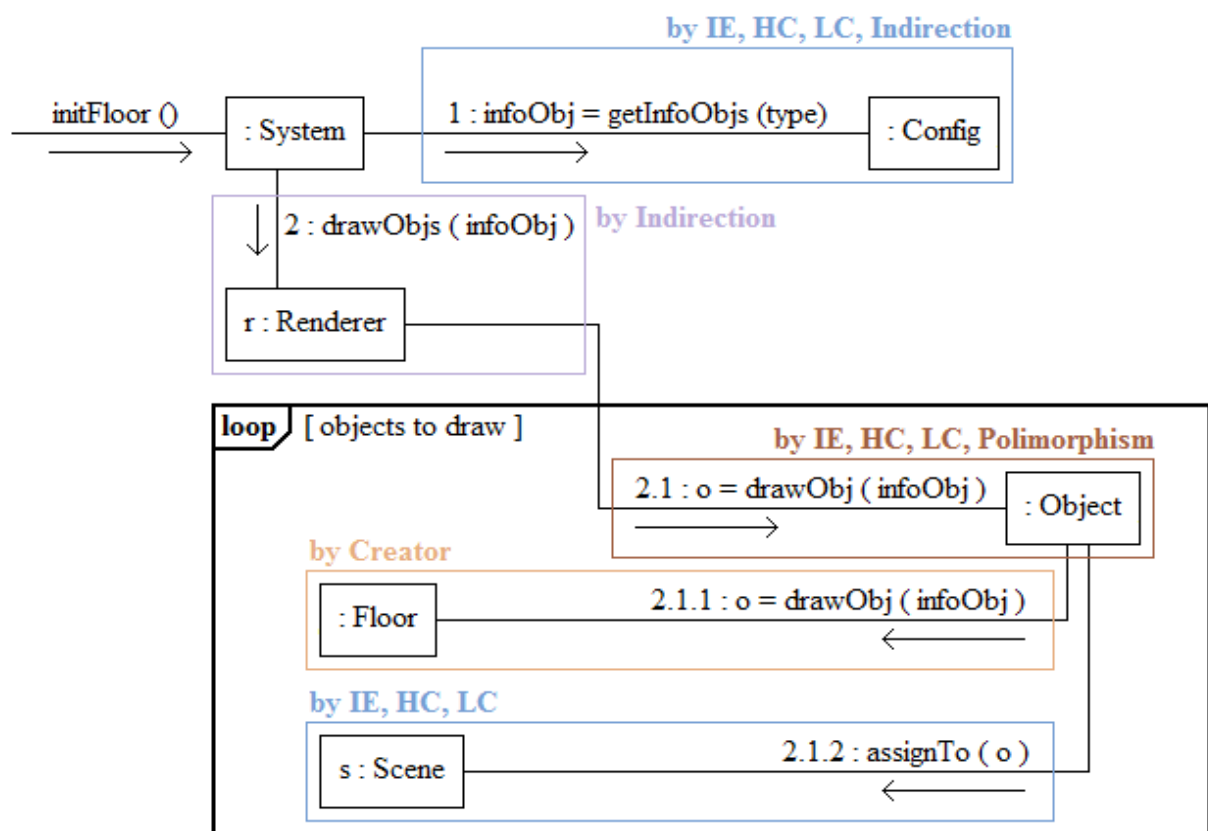 by IE, HC, LC, Indirection
initFloor ()
: System
1 : infoObj = getInfoObjs (type)
: Config
2 : drawObjs ( infoObj )
by Indirection
r : Renderer
loop
[ objects to draw ]
by IE, HC, LC, Polimorphism
2.1 : o = drawObj ( infoObj )
: Object
by Creator
: Floor
2.1.1 : o = drawObj ( infoObj )
by IE, HC, LC
s : Scene
2.1.2 : assignTo ( o )